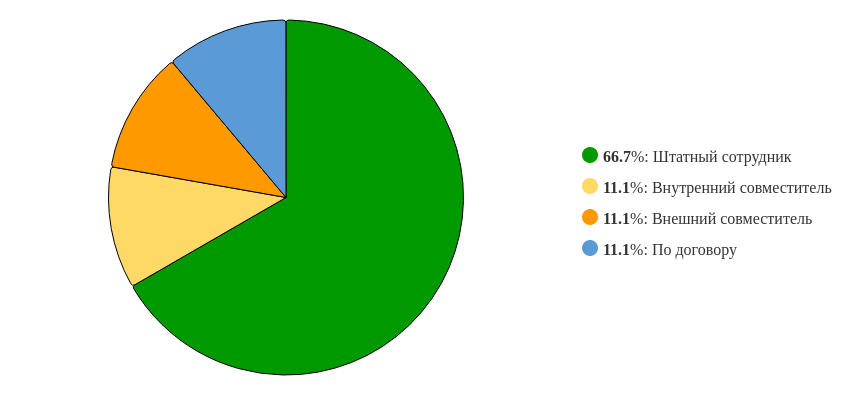 66.7%: Штатный сотрудник
11.1%: Внутренний совместитель
11.1%: Внешний совместитель
11.1%: По договору